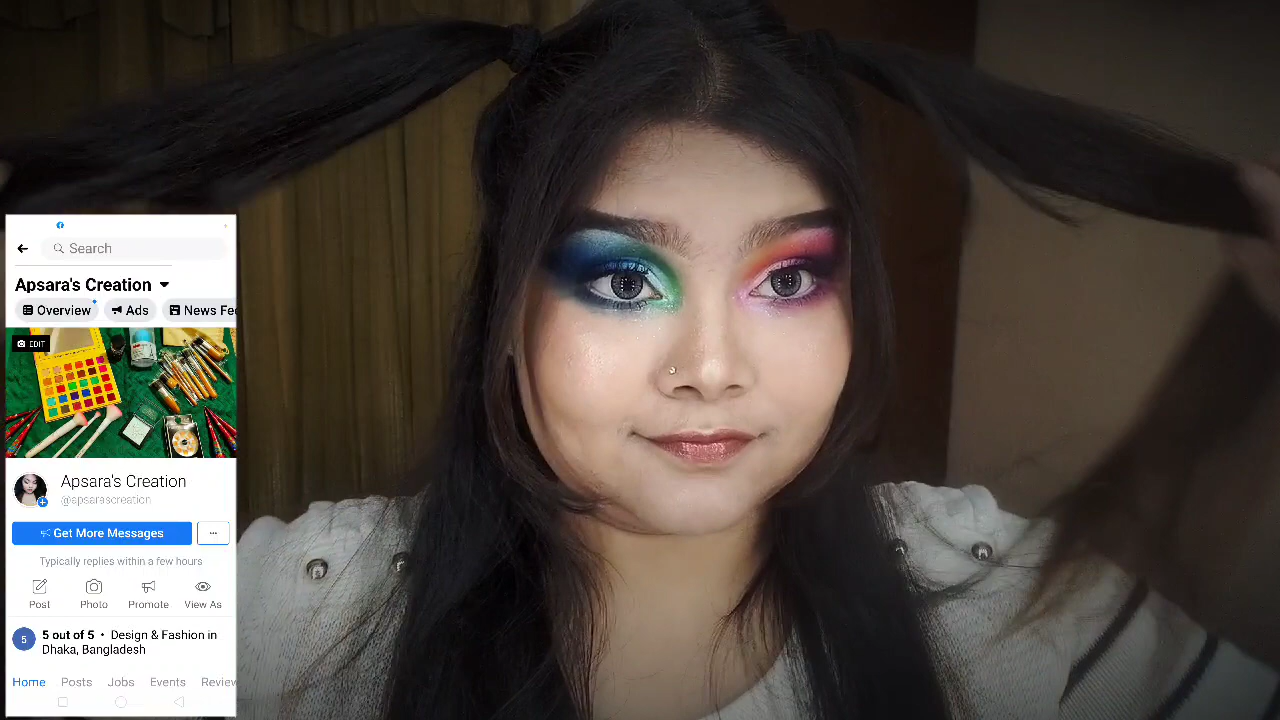 Search
Apsara's Creation
Overview
Ads
News Fee
EDIT
Apsara's Creation
@apsarascreation
Get More Messages
...
Typically replies within a few hours
Post
Photo
Promote
View As
5
5 out of 5 • Design & Fashion in
Dhaka, Bangladesh
Home
Posts
Jobs
Events
Review